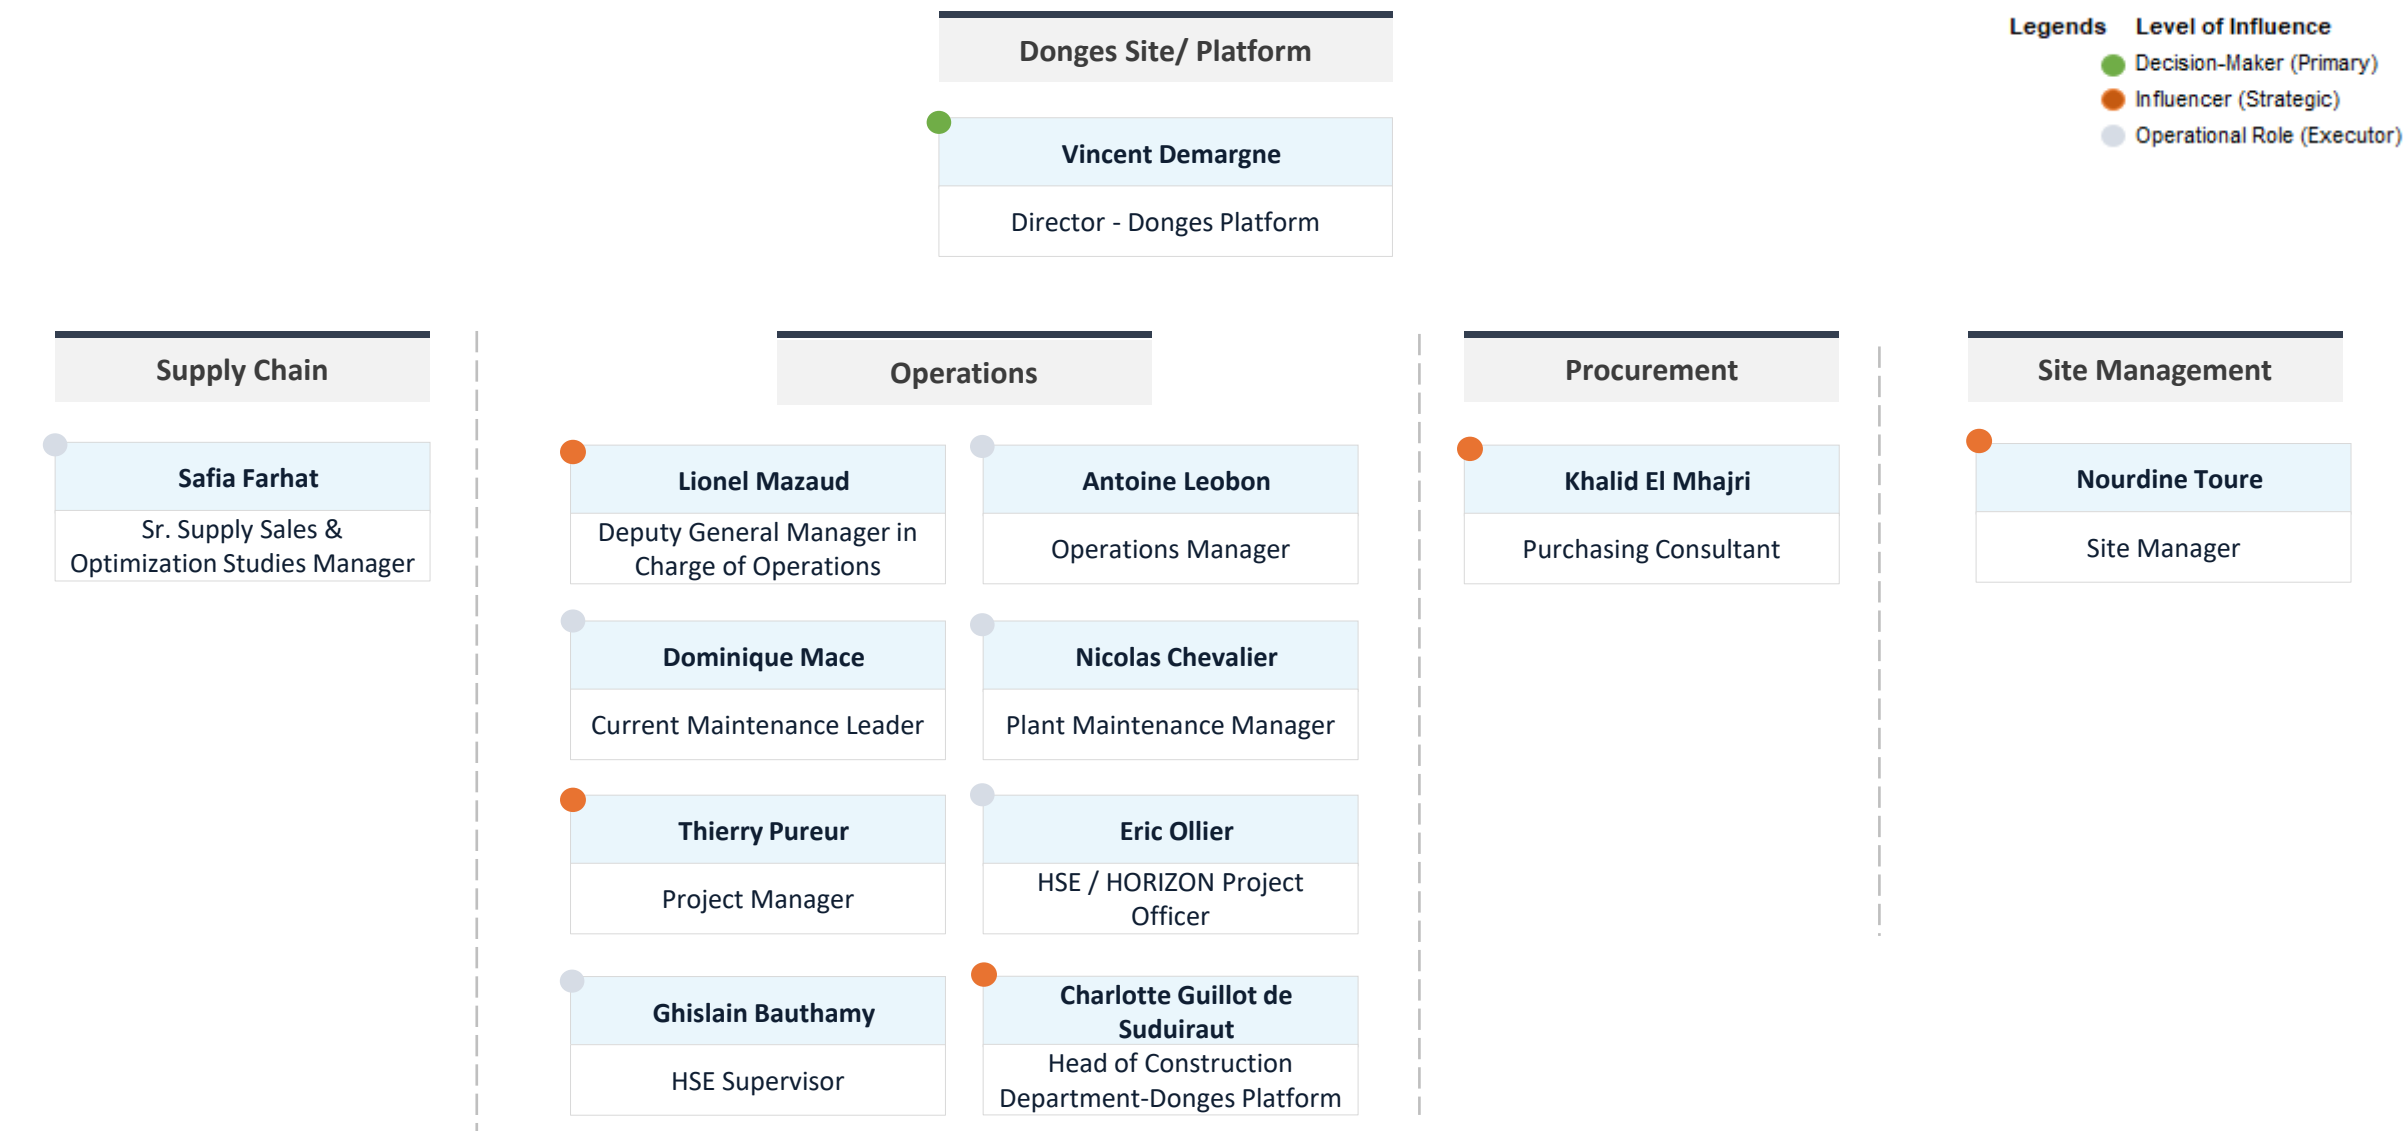 Donges Site/ Platform
Legends Level of Influence
Decision-Maker (Primary)
Influencer (Strategic)
Operational Role (Executor)
Vincent Demargne
Director - Donges Platform
Supply Chain
Operations
Procurement
Site Management
Safia Farhat
Sr. Supply Sales &
Optimization Studies Manager
Lionel Mazaud
Deputy General Manager in
Charge of Operations
Antoine Leobon
Operations Manager
Khalid El Mhajri
Purchasing Consultant
Nourdine Toure
Site Manager
Dominique Mace
Current Maintenance Leader
Nicolas Chevalier
Plant Maintenance Manager
Thierry Pureur
Project Manager
Eric Ollier
HSE / HORIZON Project
Officer
Ghislain Bauthamy
HSE Supervisor
Charlotte Guillot de
Suduiraut
Head of Construction
Department-Donges Platform